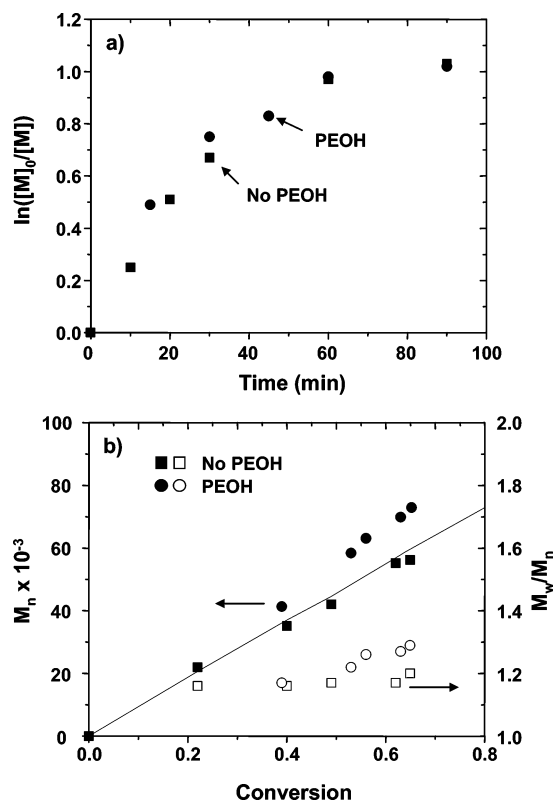 a)
1.2
1.0
0.8
0.6
0.4
0.2
0.0
ln([M]₀/[M])
PEOH
No PEOH
0 20 40 60 80 100
Time (min)
b)
100
80
60
40
20
0
Mₙ x 10⁻³
No PEOH
PEOH
2.0
1.8
1.6
1.4
1.2
1.0
M_w/Mₙ
0.0 0.2 0.4 0.6 0.8
Conversion